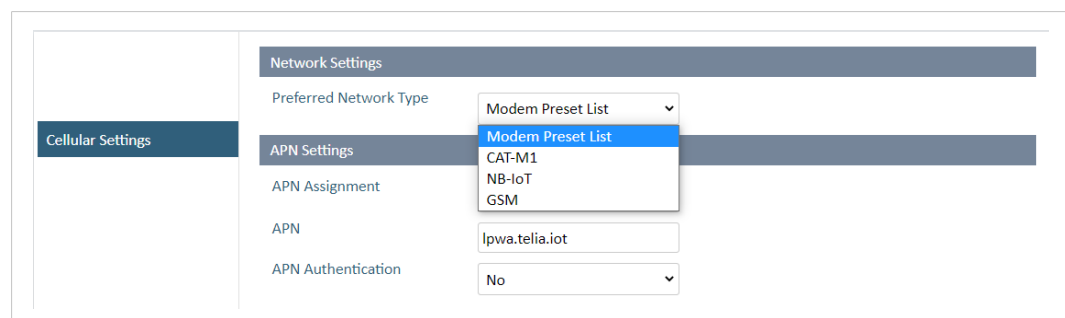 Network Settings
Preferred Network Type
Modem Preset List
Modem Preset List
Cellular Settings
APN Settings
CAT-M1
NB-IoT
GSM
APN Assignment
APN
lpwa.telia.iot
APN Authentication
No